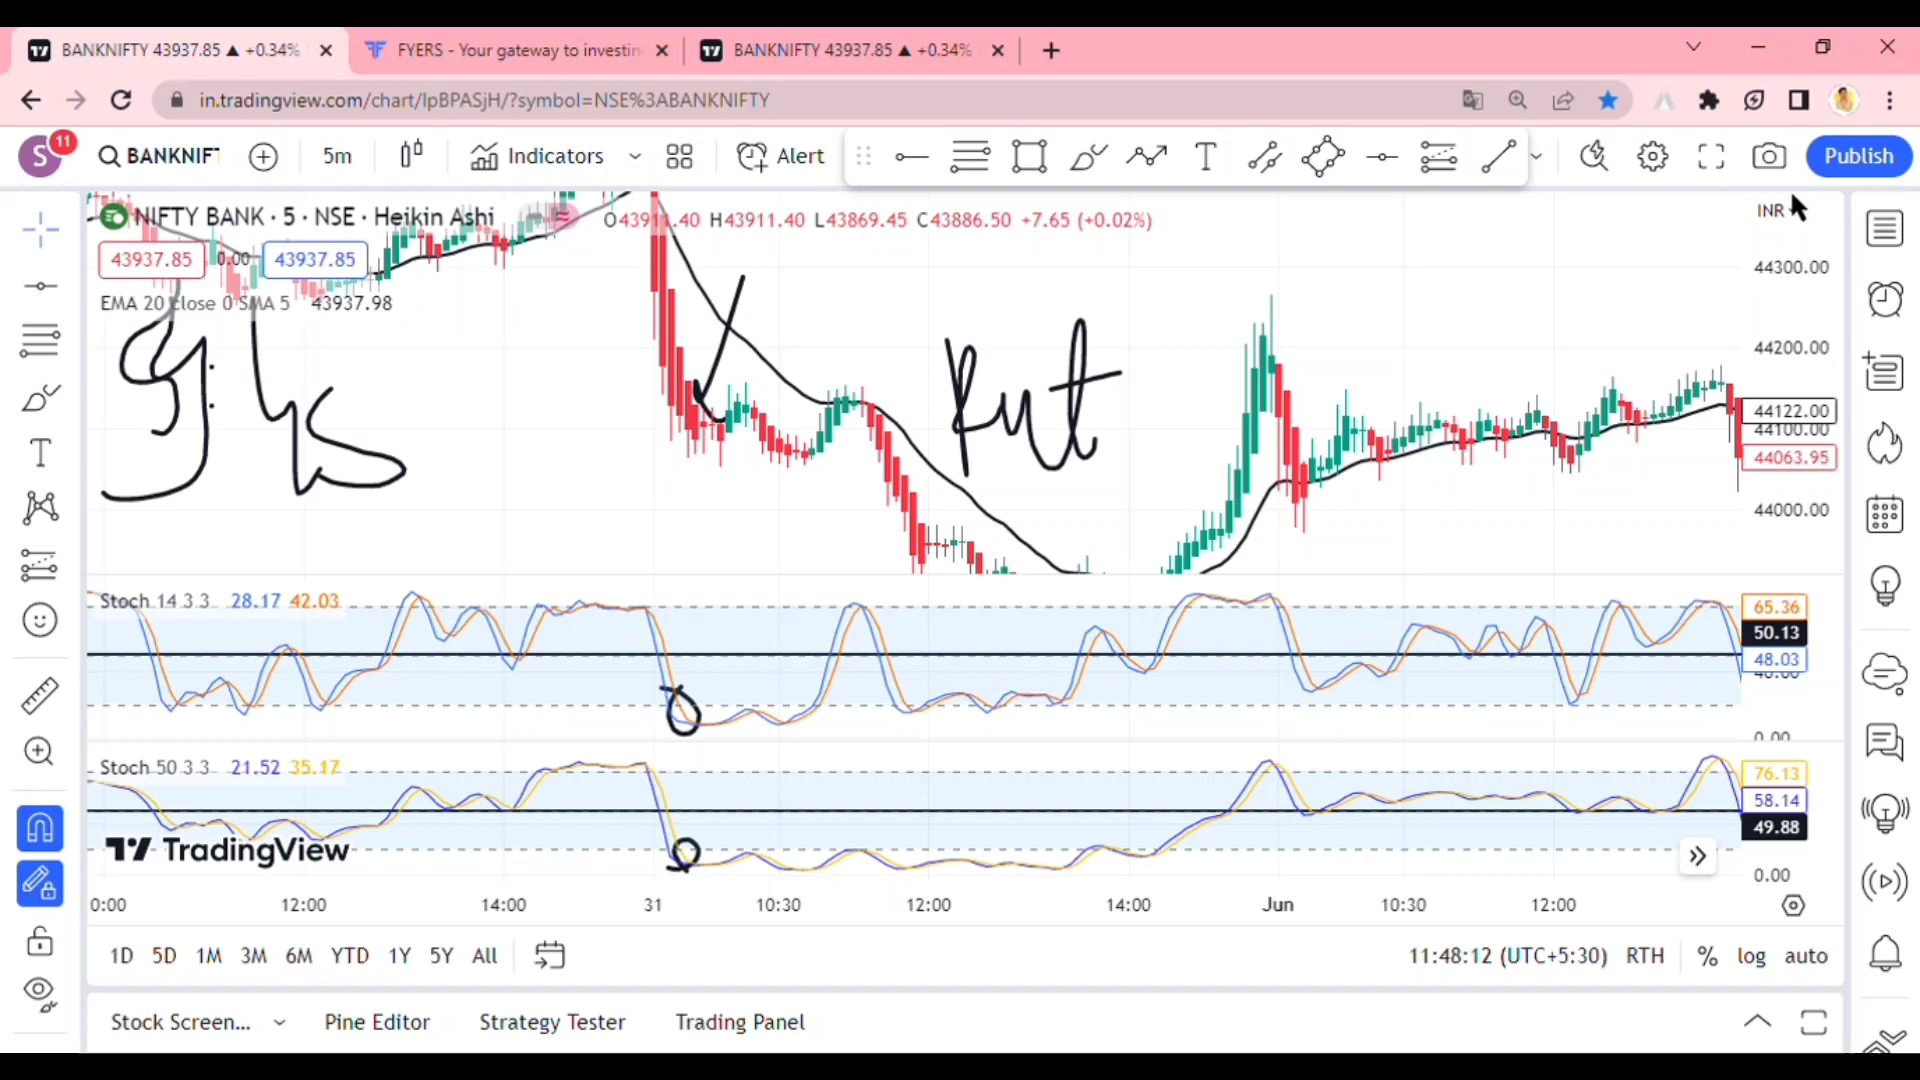 BANKNIFTY 43937.85 ▲ +0.34%
FYERS - Your gateway to investin
BANKNIFTY 43937.85 ▲ +0.34%
in.tradingview.com/chart/IpBPASjH/?symbol=NSE%3ABANKNIFTY
S 11
BANKNIFT
5m
Indicators
Alert
Publish
NIFTY BANK · 5 · NSE · Heikin Ashi
O43911.40 H43911.40 L43869.45 C43886.50 +7.65 (+0.02%)
INR
43937.85 0.00 43937.85
EMA 20 close 0 SMA 5 43937.98
44300.00
44200.00
44122.00
44100.00
44063.95
44000.00
Put
Stoch 14 3 3 28.17 42.03
65.36
50.13
48.03
40.00
0.00
Stoch 50 3 3 21.52 35.17
76.13
58.14
49.88
0.00
TradingView
0:00 12:00 14:00 31 10:30 12:00 14:00 Jun 10:30 12:00
1D 5D 1M 3M 6M YTD 1Y 5Y All
11:48:12 (UTC+5:30) RTH % log auto
Stock Screen... Pine Editor Strategy Tester Trading Panel